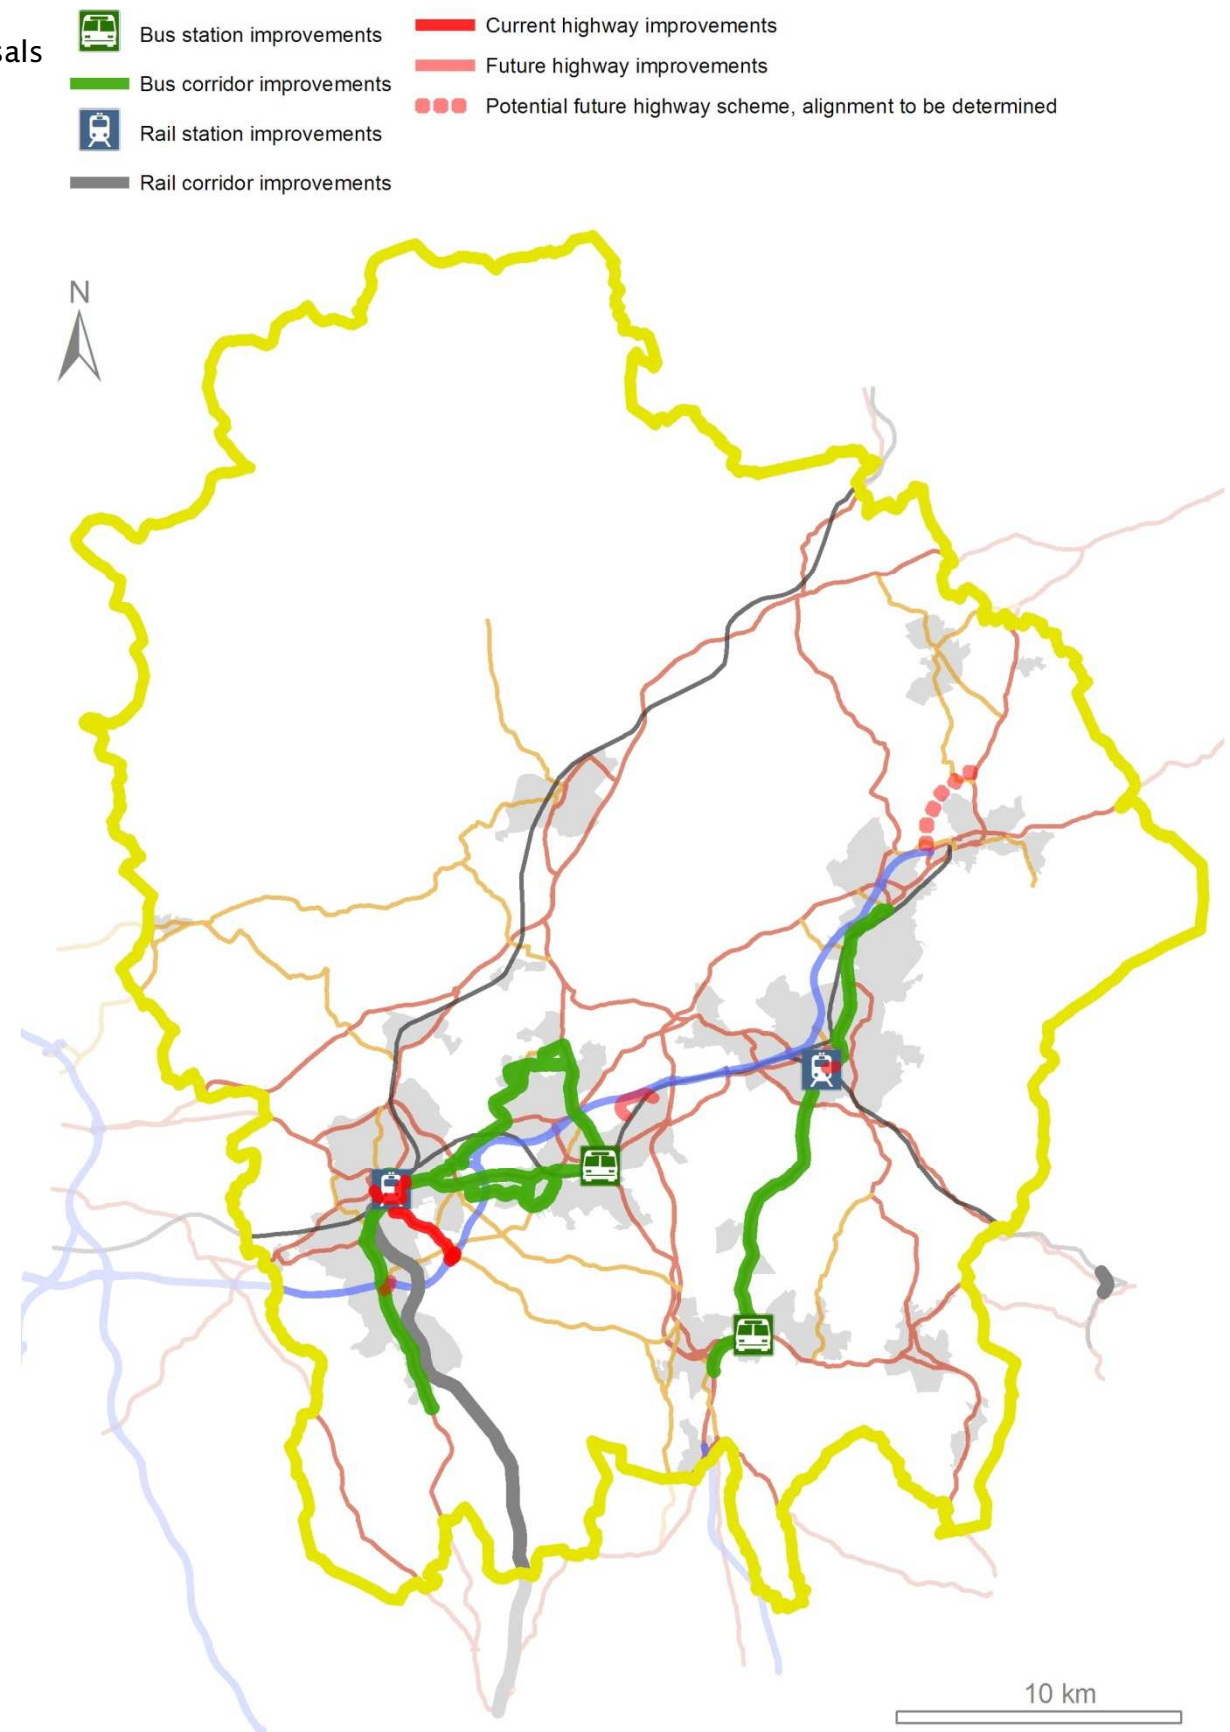 sals
Bus station improvements
Bus corridor improvements
Rail station improvements
Rail corridor improvements
Current highway improvements
Future highway improvements
Potential future highway scheme, alignment to be determined
N
10 km